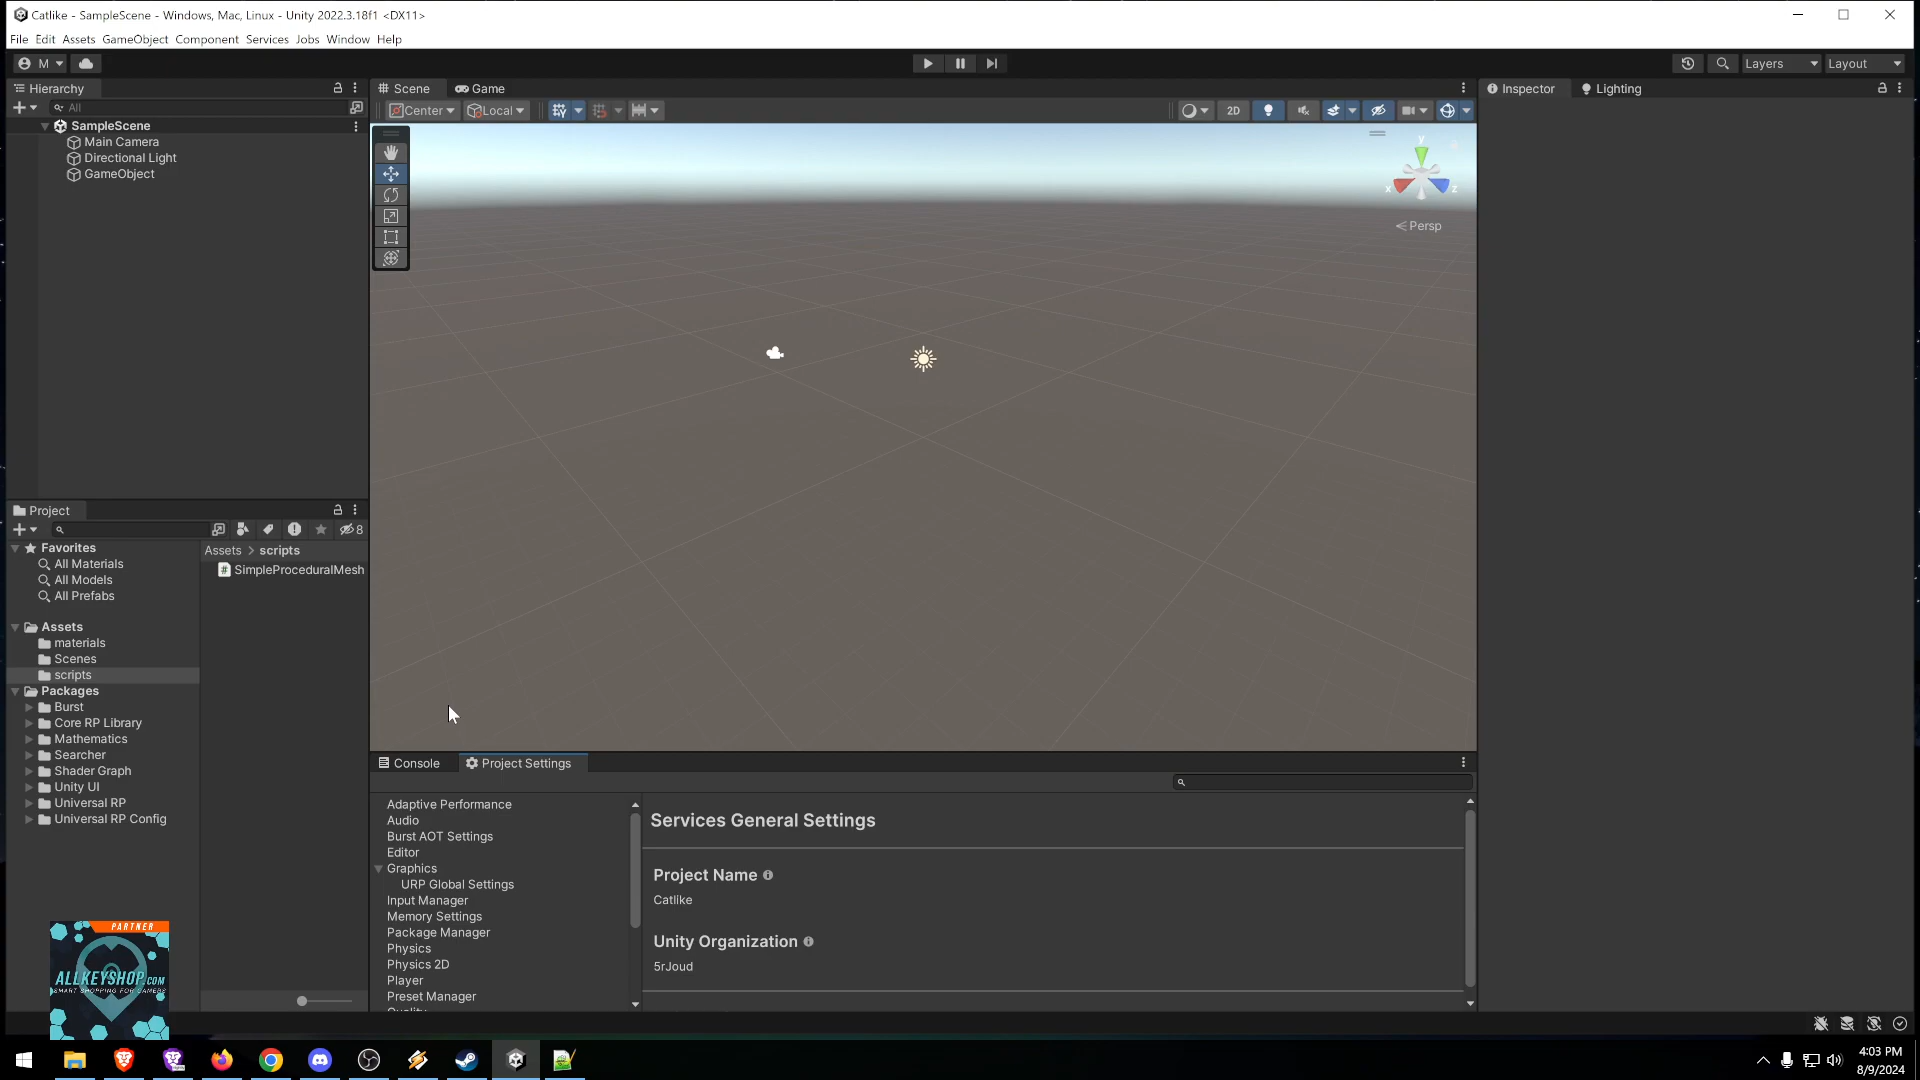 Catlike - SampleScene - Windows, Mac, Linux - Unity 2022.3.18f1 <DX11>
File Edit Assets GameObject Component Services Jobs Window Help
M
Layers
Layout
Hierarchy
Scene
Game
Inspector
Lighting
All
Center
Local
2D
SampleScene
Main Camera
Directional Light
GameObject
y
x
z
Persp
Project
8
Favorites
All Materials
All Models
All Prefabs
Assets
materials
Scenes
scripts
Packages
Burst
Core RP Library
Mathematics
Searcher
Shader Graph
Unity UI
Universal RP
Universal RP Config
Assets > scripts
SimpleProceduralMesh
Console
Project Settings
Adaptive Performance
Audio
Burst AOT Settings
Editor
Graphics
URP Global Settings
Input Manager
Memory Settings
Package Manager
Physics
Physics 2D
Player
Preset Manager
Quality
Services General Settings
Project Name
Catlike
Unity Organization
5rJoud
PARTNER
ALLKEYSHOP.COM
SMART SHOPPING FOR GAMERS
4:03 PM
8/9/2024